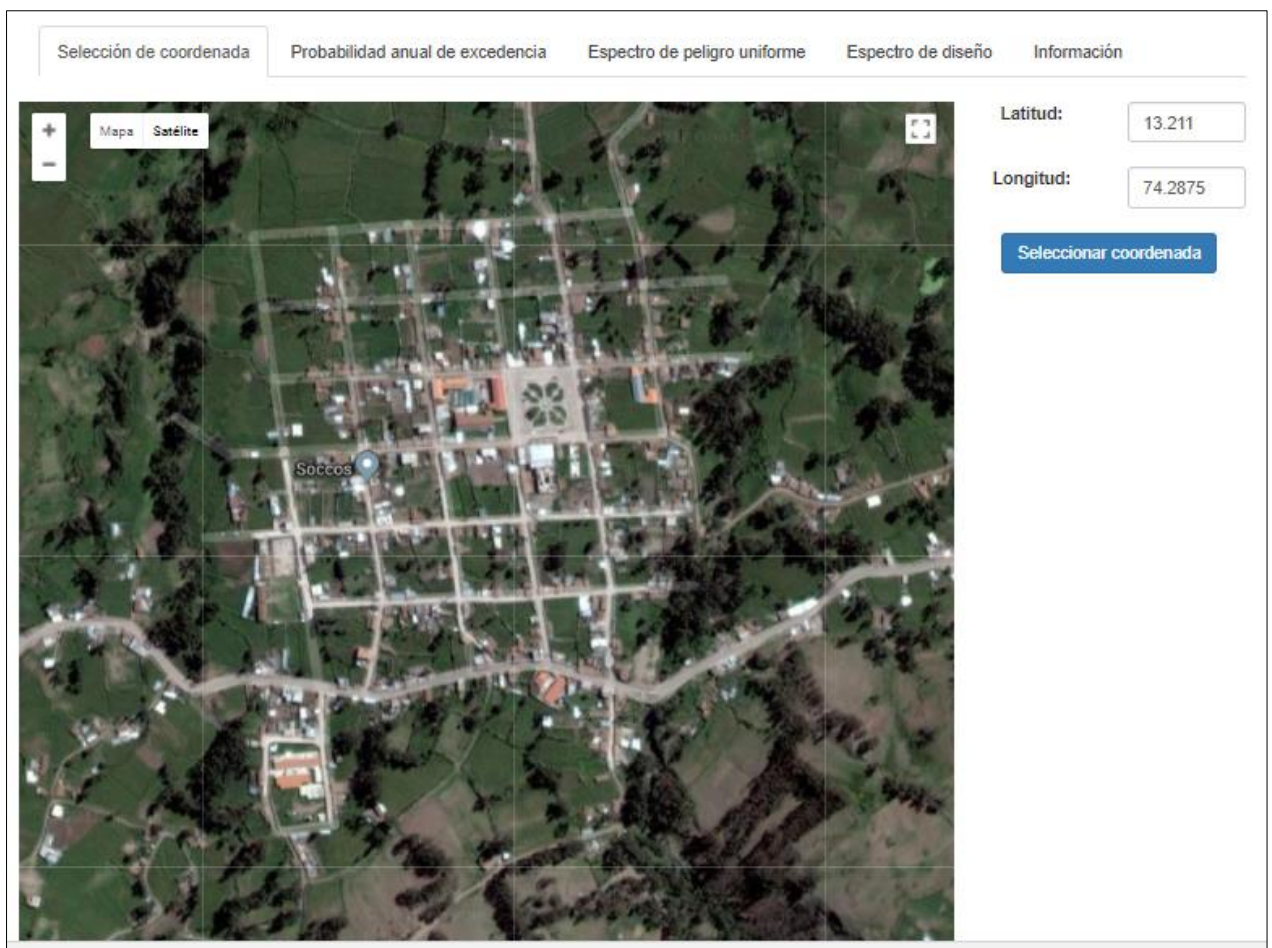 Selección de coordenada
Probabilidad anual de excedencia
Espectro de peligro uniforme
Espectro de diseño
Información
+
−
Mapa
Satélite
Soccos
Latitud:
13.211
Longitud:
74.2875
Seleccionar coordenada